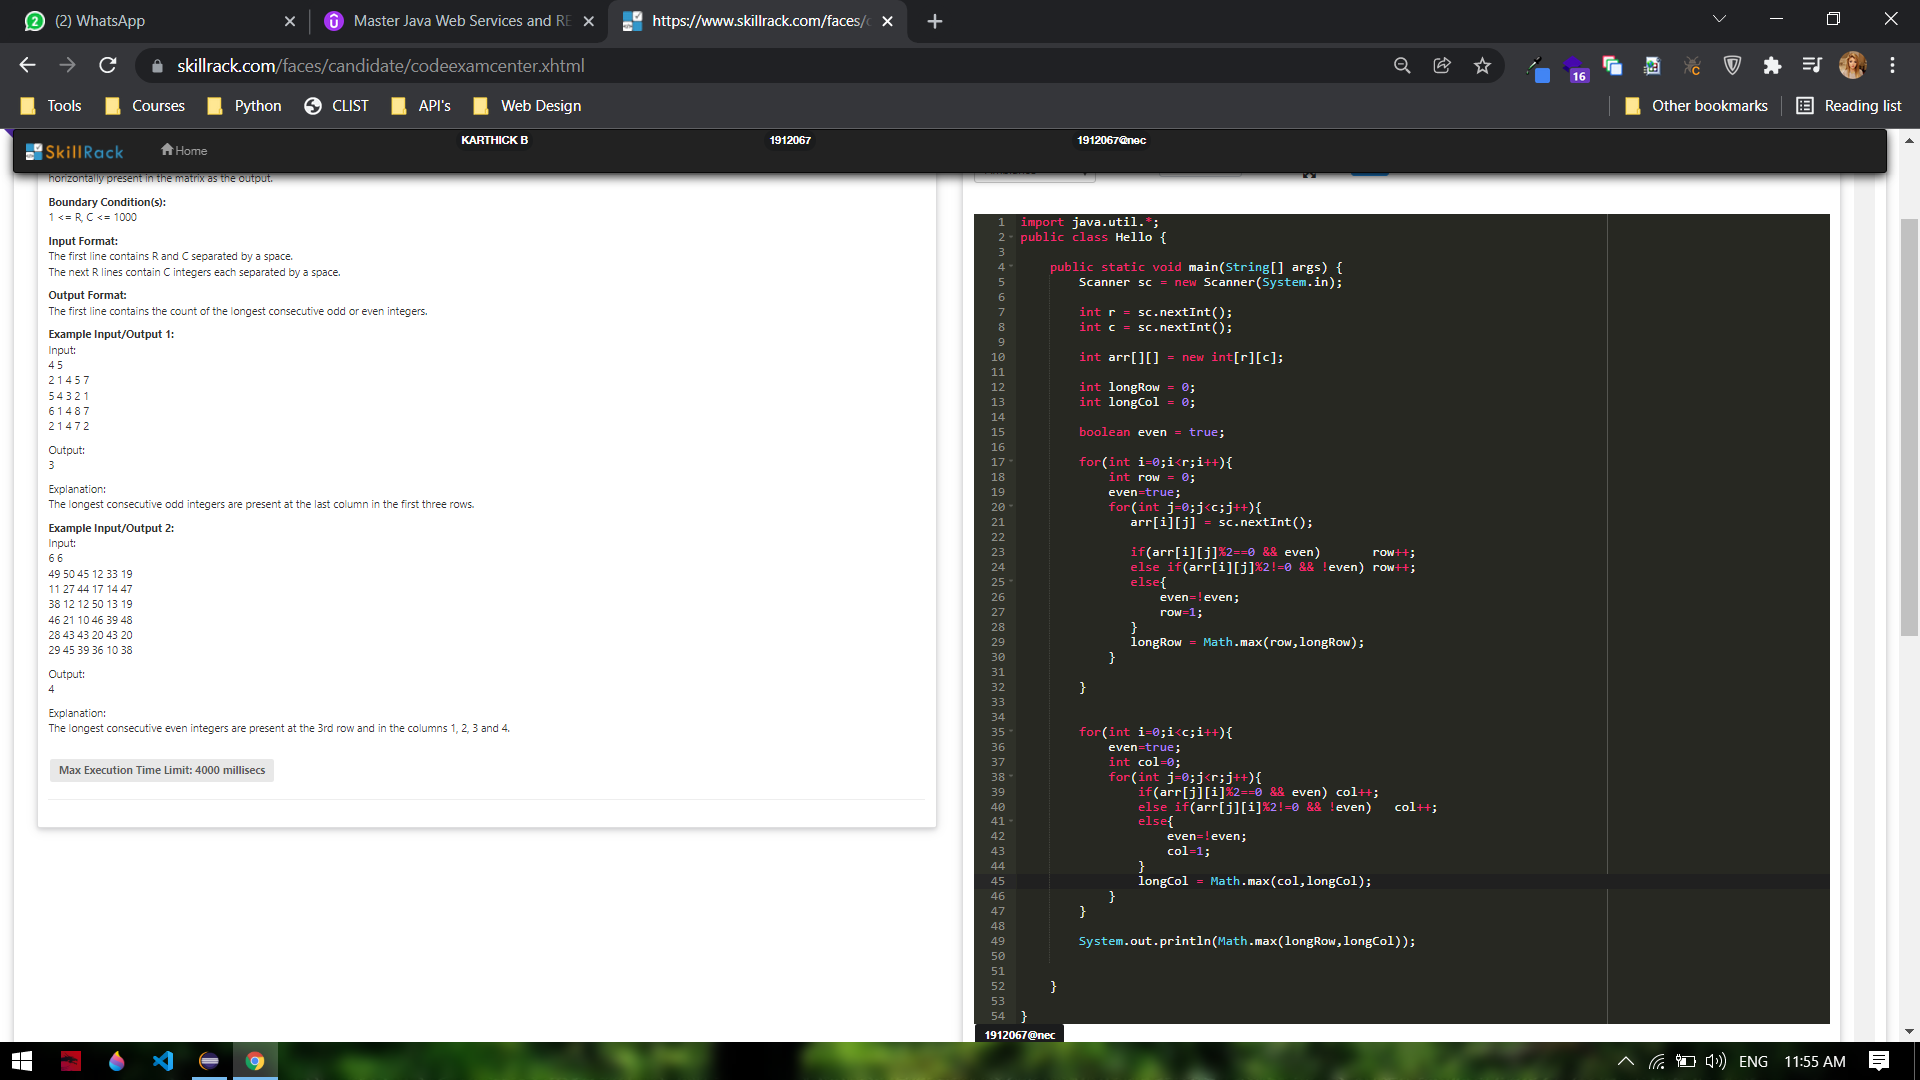 (2) WhatsApp
Master Java Web Services and RE
https://www.skillrack.com/faces/c
skillrack.com/faces/candidate/codeexamcenter.xhtml
16
Tools
Courses
Python
CLIST
API's
Web Design
Other bookmarks
Reading list
SkillRack
Home
KARTHICK B
1912067
1912067@nec
horizontally present in the matrix as the output.
Boundary Condition(s):
1 <= R, C <= 1000
Input Format:
The first line contains R and C separated by a space.
The next R lines contain C integers each separated by a space.
Output Format:
The first line contains the count of the longest consecutive odd or even integers.
Example Input/Output 1:
Input:
4 5
2 1 4 5 7
5 4 3 2 1
6 1 4 8 7
2 1 4 7 2
Output:
3
Explanation:
The longest consecutive odd integers are present at the last column in the first three rows.
Example Input/Output 2:
Input:
6 6
49 50 45 12 33 19
11 27 44 17 14 47
38 12 12 50 13 19
46 21 10 46 39 48
28 43 43 20 43 20
29 45 39 36 10 38
Output:
4
Explanation:
The longest consecutive even integers are present at the 3rd row and in the columns 1, 2, 3 and 4.
Max Execution Time Limit: 4000 millisecs
1 import java.util.*;
2 public class Hello {
3
4 public static void main(String[] args) {
5 Scanner sc = new Scanner(System.in);
6
7 int r = sc.nextInt();
8 int c = sc.nextInt();
9
10 int arr[][] = new int[r][c];
11
12 int longRow = 0;
13 int longCol = 0;
14
15 boolean even = true;
16
17 for(int i=0;i<r;i++){
18 int row = 0;
19 even=true;
20 for(int j=0;j<c;j++){
21 arr[i][j] = sc.nextInt();
22
23 if(arr[i][j]%2==0 && even) row++;
24 else if(arr[i][j]%2!=0 && !even) row++;
25 else{
26 even=!even;
27 row=1;
28 }
29 longRow = Math.max(row,longRow);
30 }
31
32 }
33
34
35 for(int i=0;i<c;i++){
36 even=true;
37 int col=0;
38 for(int j=0;j<r;j++){
39 if(arr[j][i]%2==0 && even) col++;
40 else if(arr[j][i]%2!=0 && !even) col++;
41 else{
42 even=!even;
43 col=1;
44 }
45 longCol = Math.max(col,longCol);
46 }
47 }
48
49 System.out.println(Math.max(longRow,longCol));
50
51
52 }
53
54 }
1912067@nec
ENG
11:55 AM